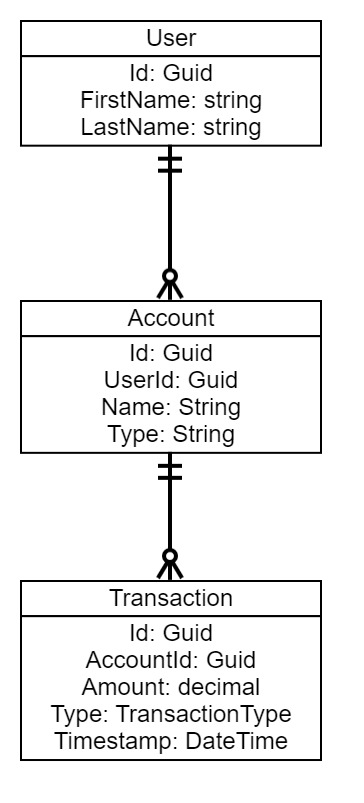 User
Id: Guid
FirstName: string
LastName: string
Account
Id: Guid
UserId: Guid
Name: String
Type: String
Transaction
Id: Guid
AccountId: Guid
Amount: decimal
Type: TransactionType
Timestamp: DateTime